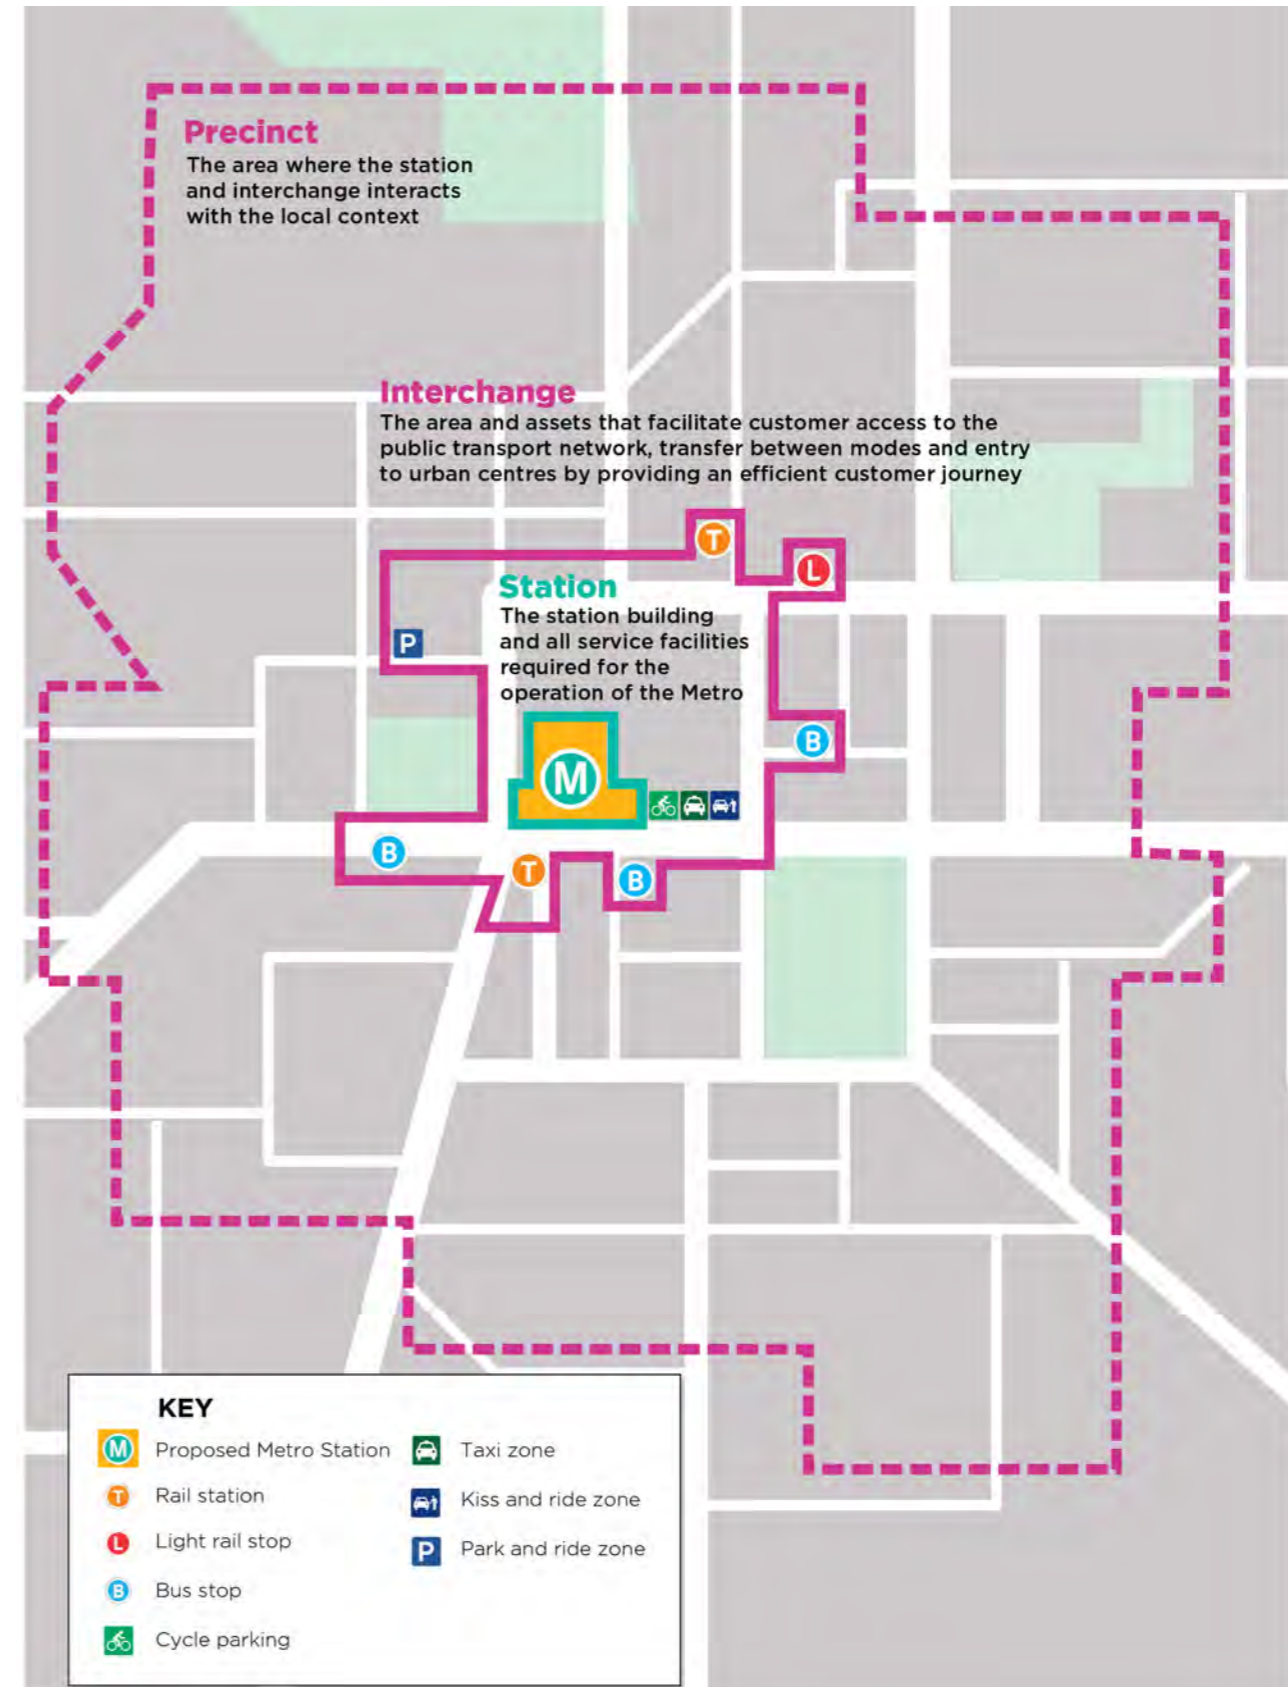 Precinct
The area where the station
and interchange interacts
with the local context
Interchange
The area and assets that facilitate customer access to the
public transport network, transfer between modes and entry
to urban centres by providing an efficient customer journey
T
L
Station
The station building
and all service facilities
required for the
operation of the Metro
P
B
M
B
T
B
KEY
M Proposed Metro Station
T Rail station
L Light rail stop
B Bus stop
Cycle parking
Taxi zone
Kiss and ride zone
P Park and ride zone